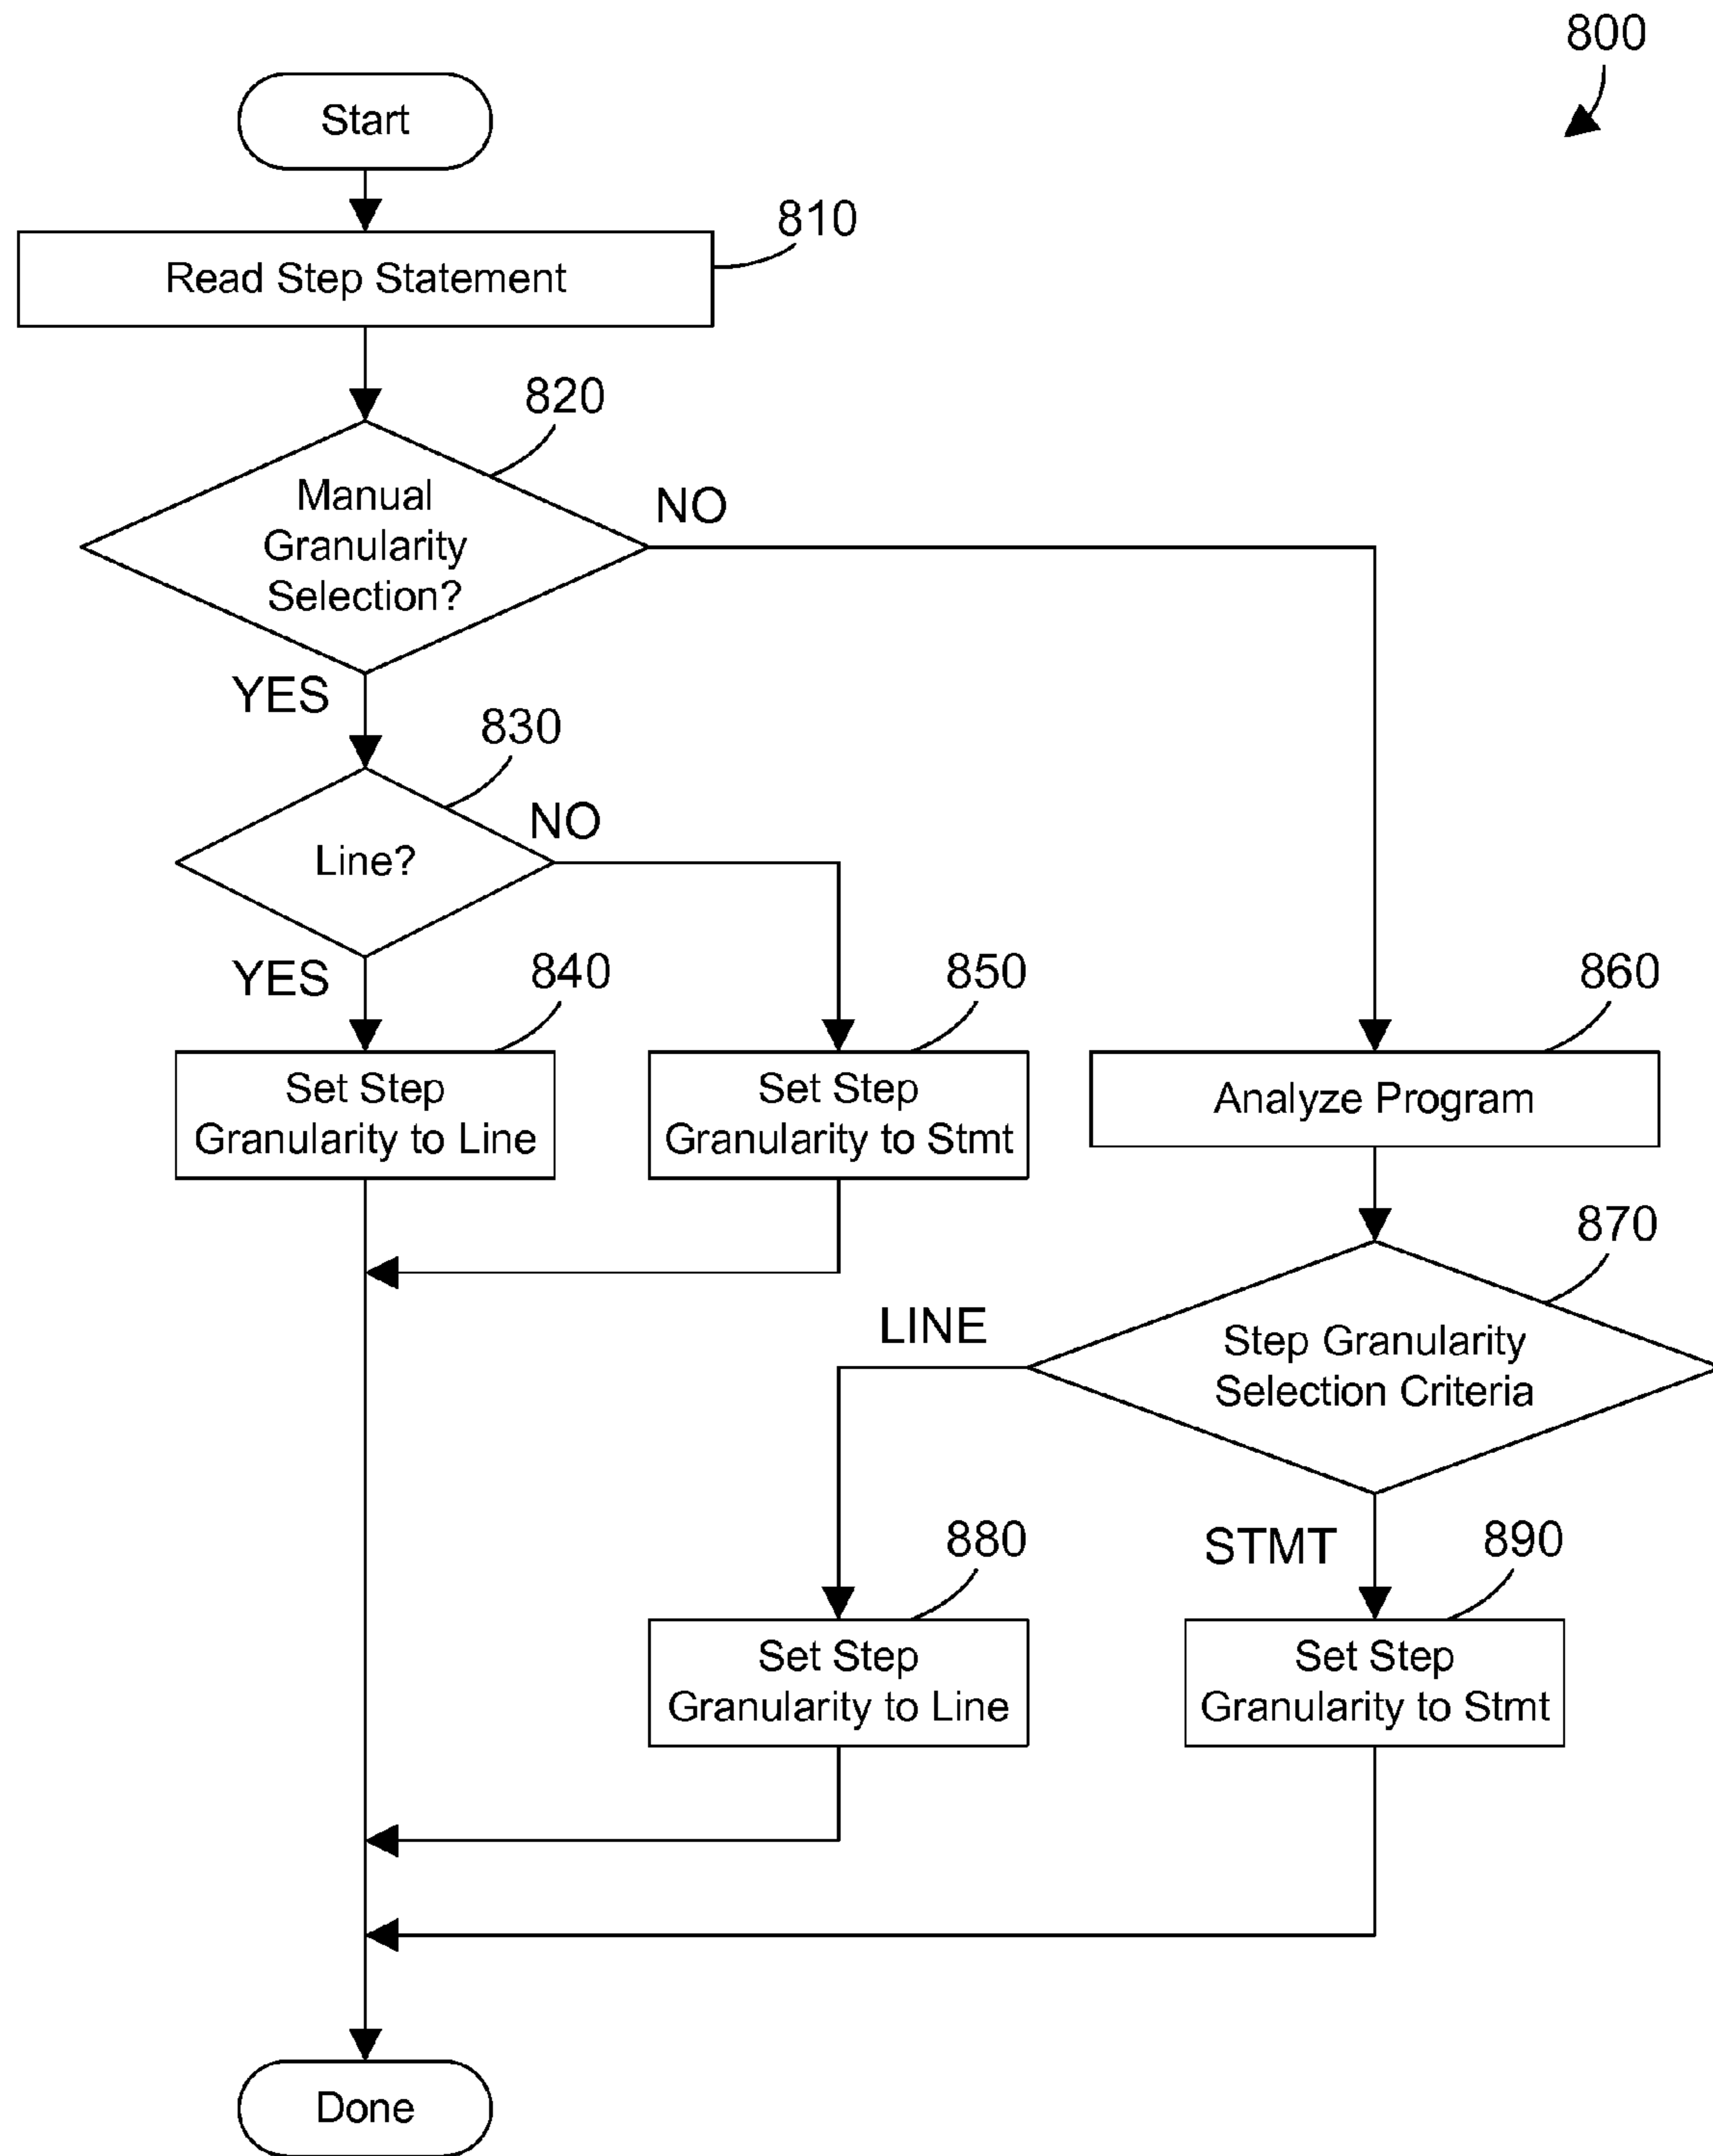 800
Start
810
Read Step Statement
820
Manual
Granularity
Selection?
NO
YES
830
Line?
NO
YES
840
Set Step
Granularity to Line
850
Set Step
Granularity to Stmt
860
Analyze Program
870
Step Granularity
Selection Criteria
LINE
STMT
880
Set Step
Granularity to Line
890
Set Step
Granularity to Stmt
Done